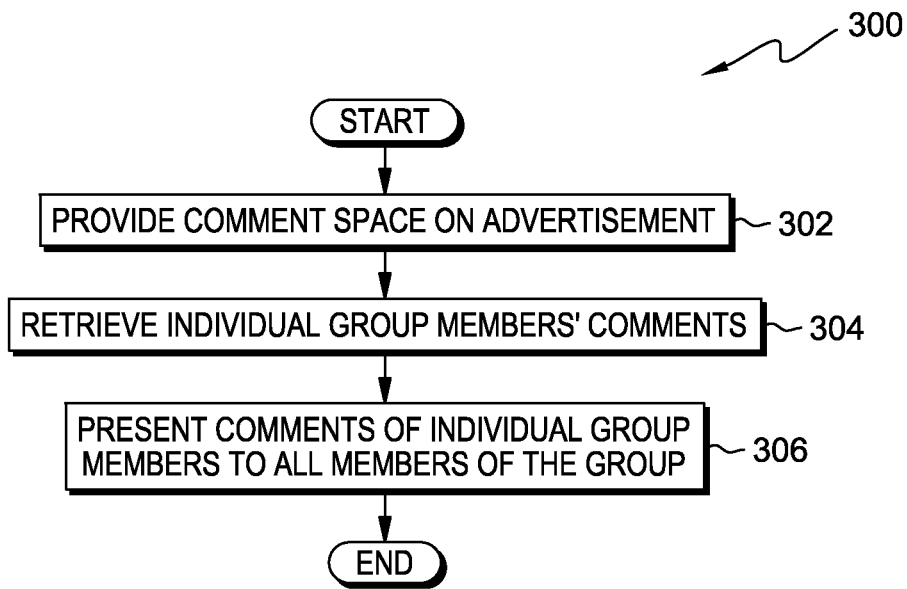 300
START
PROVIDE COMMENT SPACE ON ADVERTISEMENT
302
RETRIEVE INDIVIDUAL GROUP MEMBERS' COMMENTS
304
PRESENT COMMENTS OF INDIVIDUAL GROUP
MEMBERS TO ALL MEMBERS OF THE GROUP
306
END